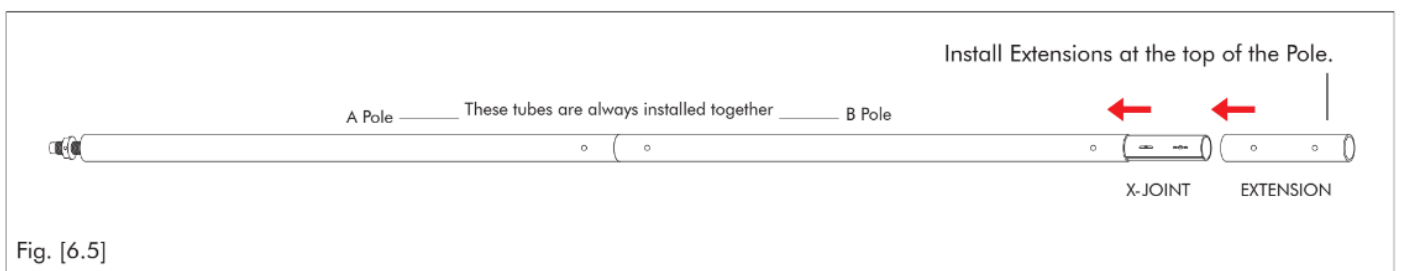 Install Extensions at the top of the Pole.
A Pole These tubes are always installed together B Pole
X-JOINT EXTENSION
Fig. [6.5]